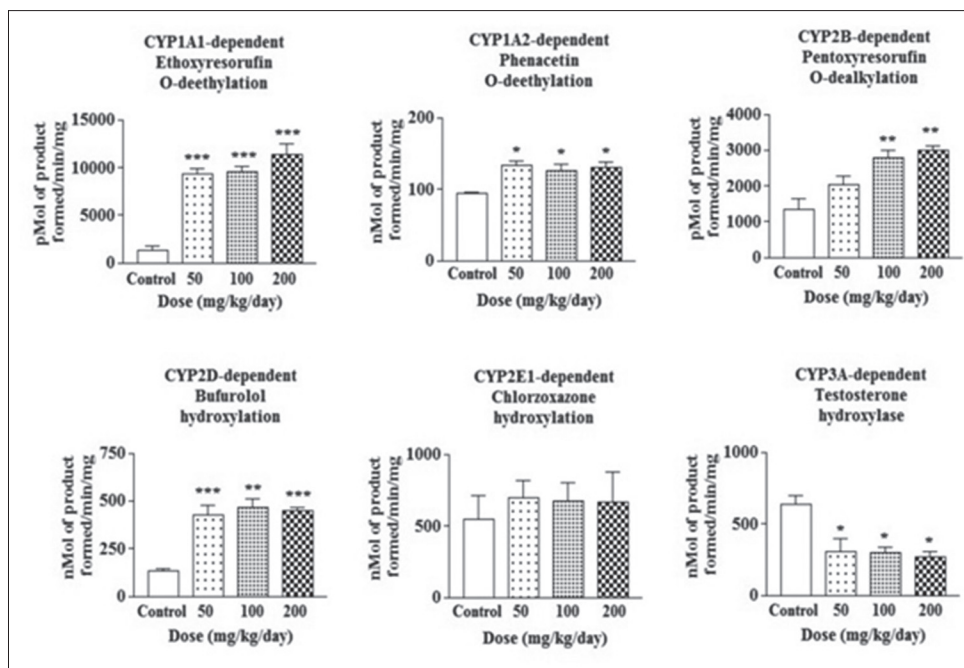 CYP1A1-dependent
Ethoxyresorufin
O-deethylation
pMol of product
formed/min/mg
15000
10000
5000
0
***
***
***
Control 50 100 200
Dose (mg/kg/day)
CYP1A2-dependent
Phenacetin
O-deethylation
nMol of product
formed/min/mg
200
100
0
*
*
*
Control 50 100 200
Dose (mg/kg/day)
CYP2B-dependent
Pentoxyresorufin
O-dealkylation
pMol of product
formed/min/mg
4000
3000
2000
1000
0
**
**
Control 50 100 200
Dose (mg/kg/day)
CYP2D-dependent
Bufurolol
hydroxylation
nMol of product
formed/min/mg
750
500
250
0
***
**
***
Control 50 100 200
Dose (mg/kg/day)
CYP2E1-dependent
Chlorzoxazone
hydroxylation
nMol of product
formed/min/mg
1000
500
0
Control 50 100 200
Dose (mg/kg/day)
CYP3A-dependent
Testosterone
hydroxylase
nMol of product
formed/min/mg
1000
500
0
*
*
*
Control 50 100 200
Dose (mg/kg/day)